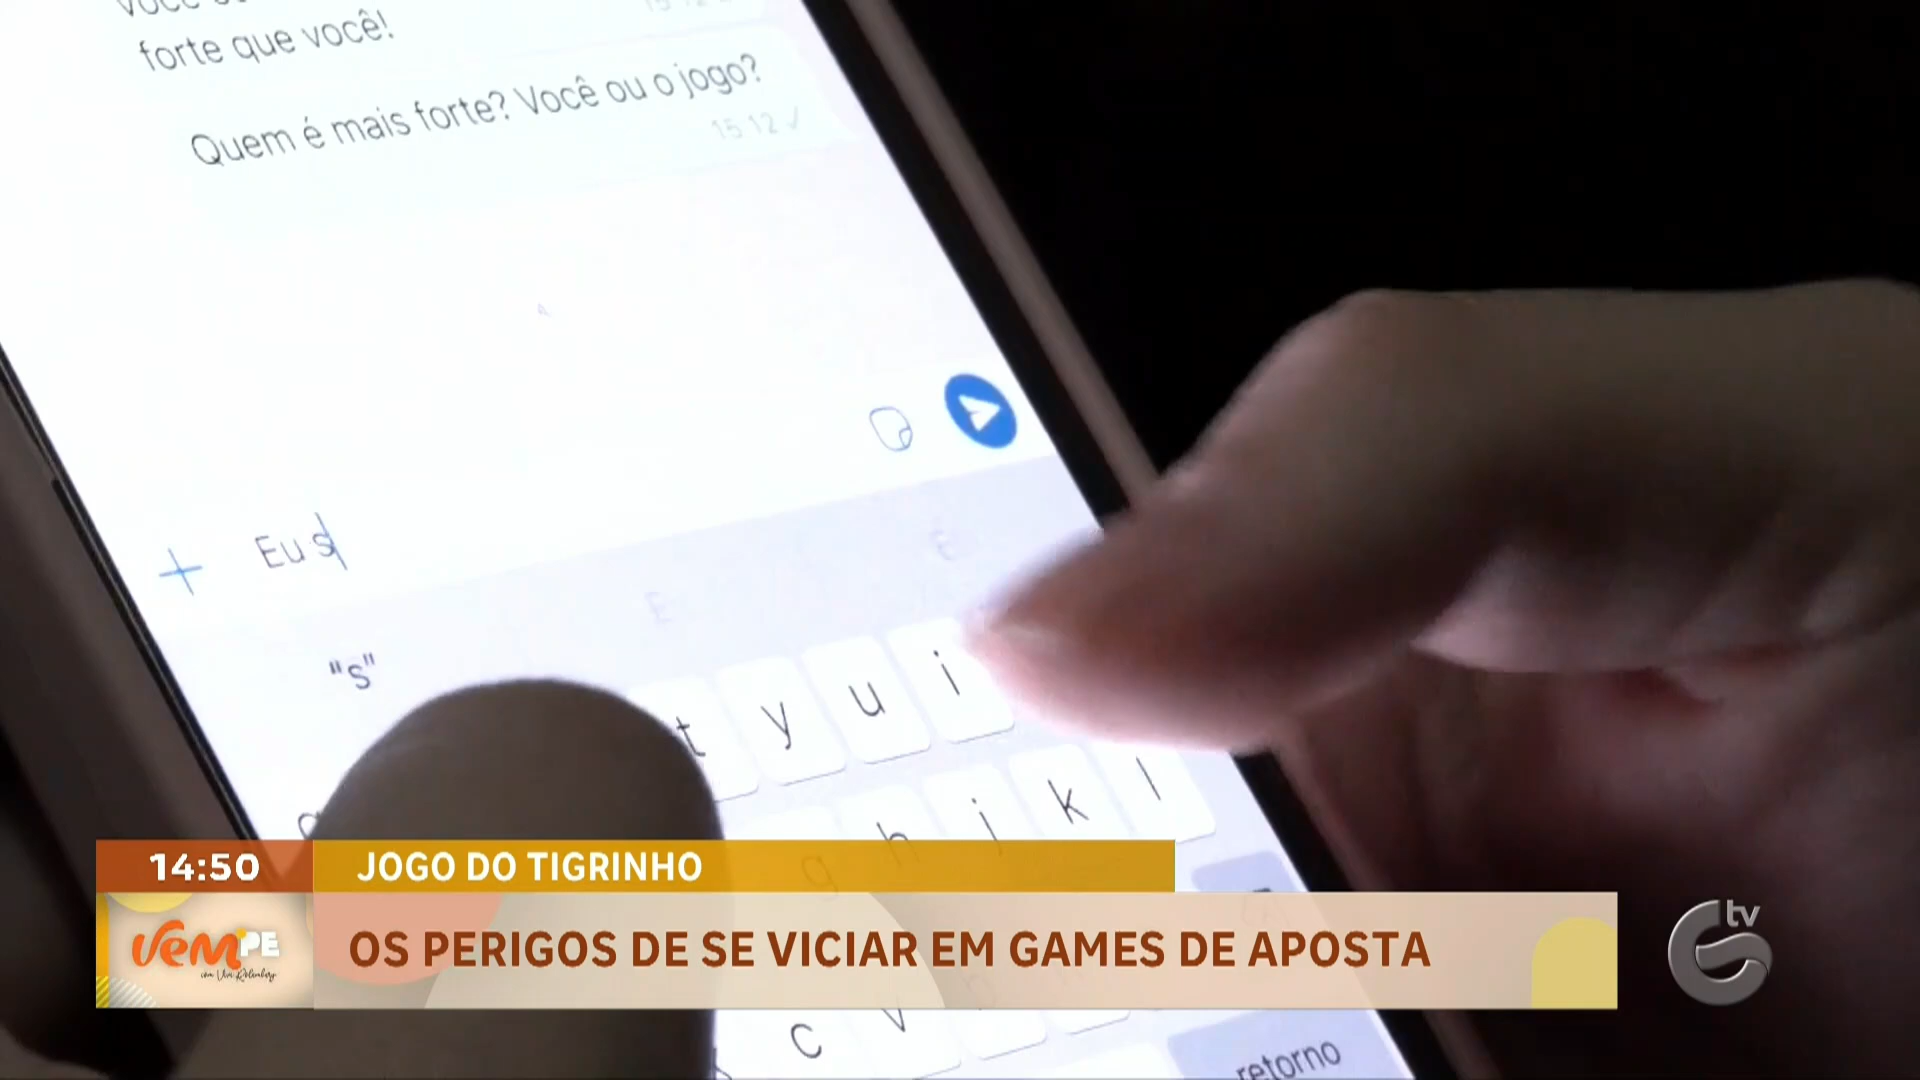 forte que você!
Quem é mais forte? Você ou o jogo?
15:12
Eu s
"s"
t y u i
g h j k l
c v b
retorno
14:50
JOGO DO TIGRINHO
vem PE
OS PERIGOS DE SE VICIAR EM GAMES DE APOSTA
tv